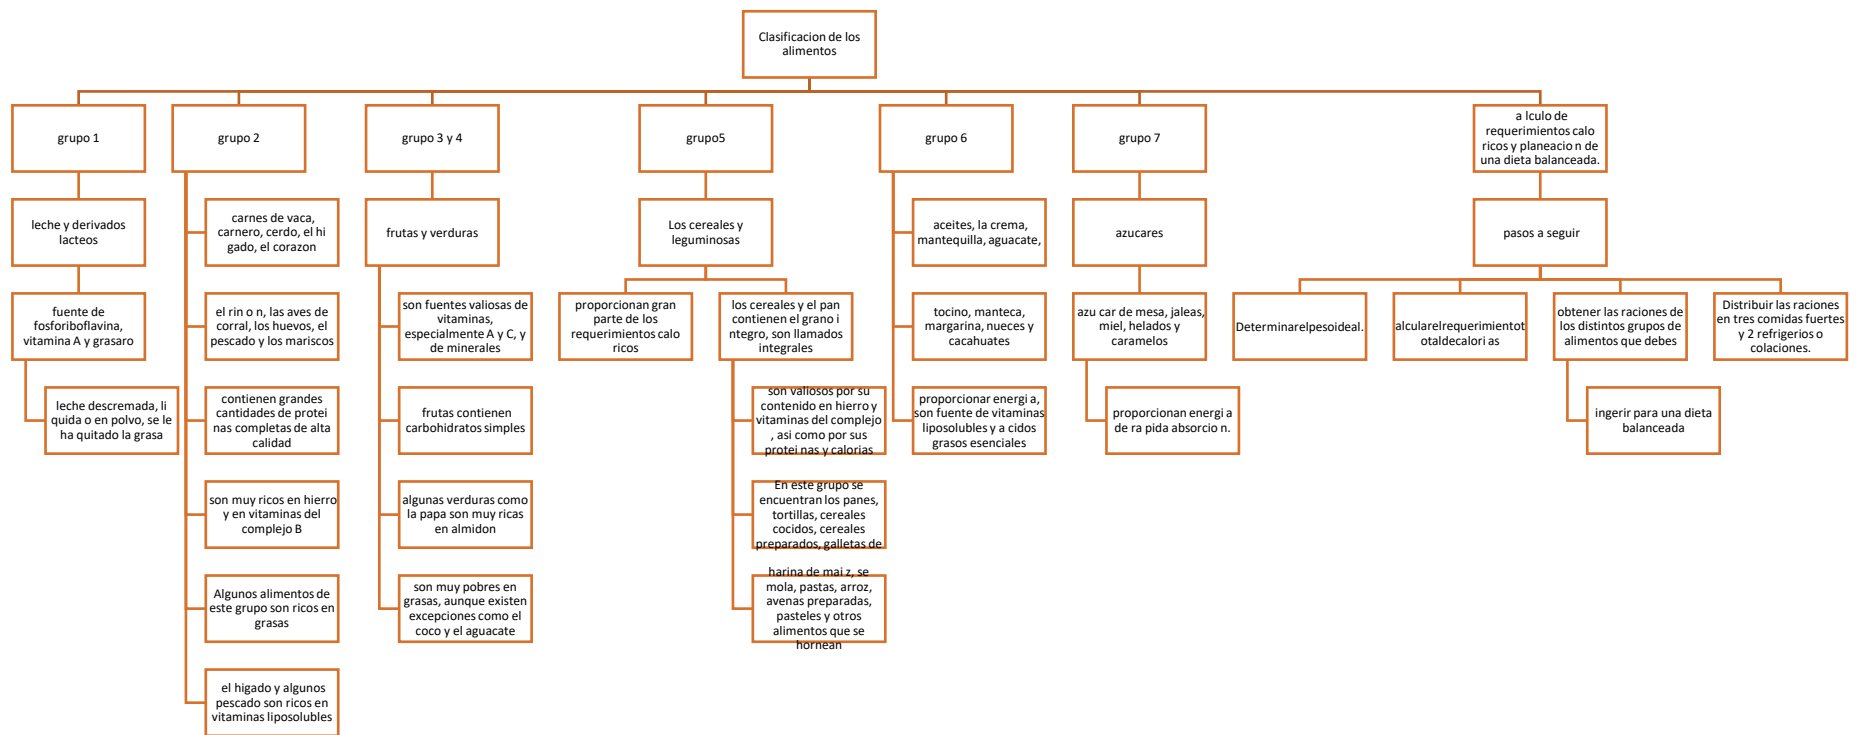 Clasificacion de los
alimentos
grupo 1
leche y derivados
lacteos
fuente de
fosforiboflavina,
vitamina A y grasaro
leche descremada, li
quida o en polvo, se le
ha quitado la grasa
grupo 2
carnes de vaca,
carnero, cerdo, el hi
gado, el corazon
el rin o n, las aves de
corral, los huevos, el
pescado y los mariscos
contienen grandes
cantidades de protei
nas completas de alta
calidad
son muy ricos en hierro
y en vitaminas del
complejo B
Algunos alimentos de
este grupo son ricos en
grasas
el higado y algunos
pescado son ricos en
vitaminas liposolubles
grupo 3 y 4
frutas y verduras
son fuentes valiosas de
vitaminas,
especialmente A y C, y
de minerales
frutas contienen
carbohidratos simples
algunas verduras como
la papa son muy ricas
en almidon
son muy pobres en
grasas, aunque existen
excepciones como el
coco y el aguacate
grupo5
Los cereales y
leguminosas
proporcionan gran
parte de los
requerimientos calo
ricos
los cereales y el pan
contienen el grano i
ntegro, son llamados
integrales
son valiosos por su
contenido en hierro y
vitaminas del complejo
, asi como por sus
protei nas y calorias
En este grupo se
encuentran los panes,
tortillas, cereales
cocidos, cereales
preparados, galletas de
harina de mai z, se
mola, pastas, arroz,
avenas preparadas,
pasteles y otros
alimentos que se
hornean
grupo 6
aceites, la crema,
mantequilla, aguacate,
tocino, manteca,
margarina, nueces y
cacahuates
proporcionar energi a,
son fuente de vitaminas
liposolubles y a cidos
grasos esenciales
grupo 7
azucares
azu car de mesa, jaleas,
miel, helados y
caramelos
proporcionan energi a
de ra pida absorcio n.
a lculo de
requerimientos calo
ricos y planeacio n de
una dieta balanceada.
pasos a seguir
Determinarelpesoideal.
alcularelrequerimientot
otaldecalori as
obtener las raciones de
los distintos grupos de
alimentos que debes
ingerir para una dieta
balanceada
Distribuir las raciones
en tres comidas fuertes
y 2 refrigerios o
colaciones.